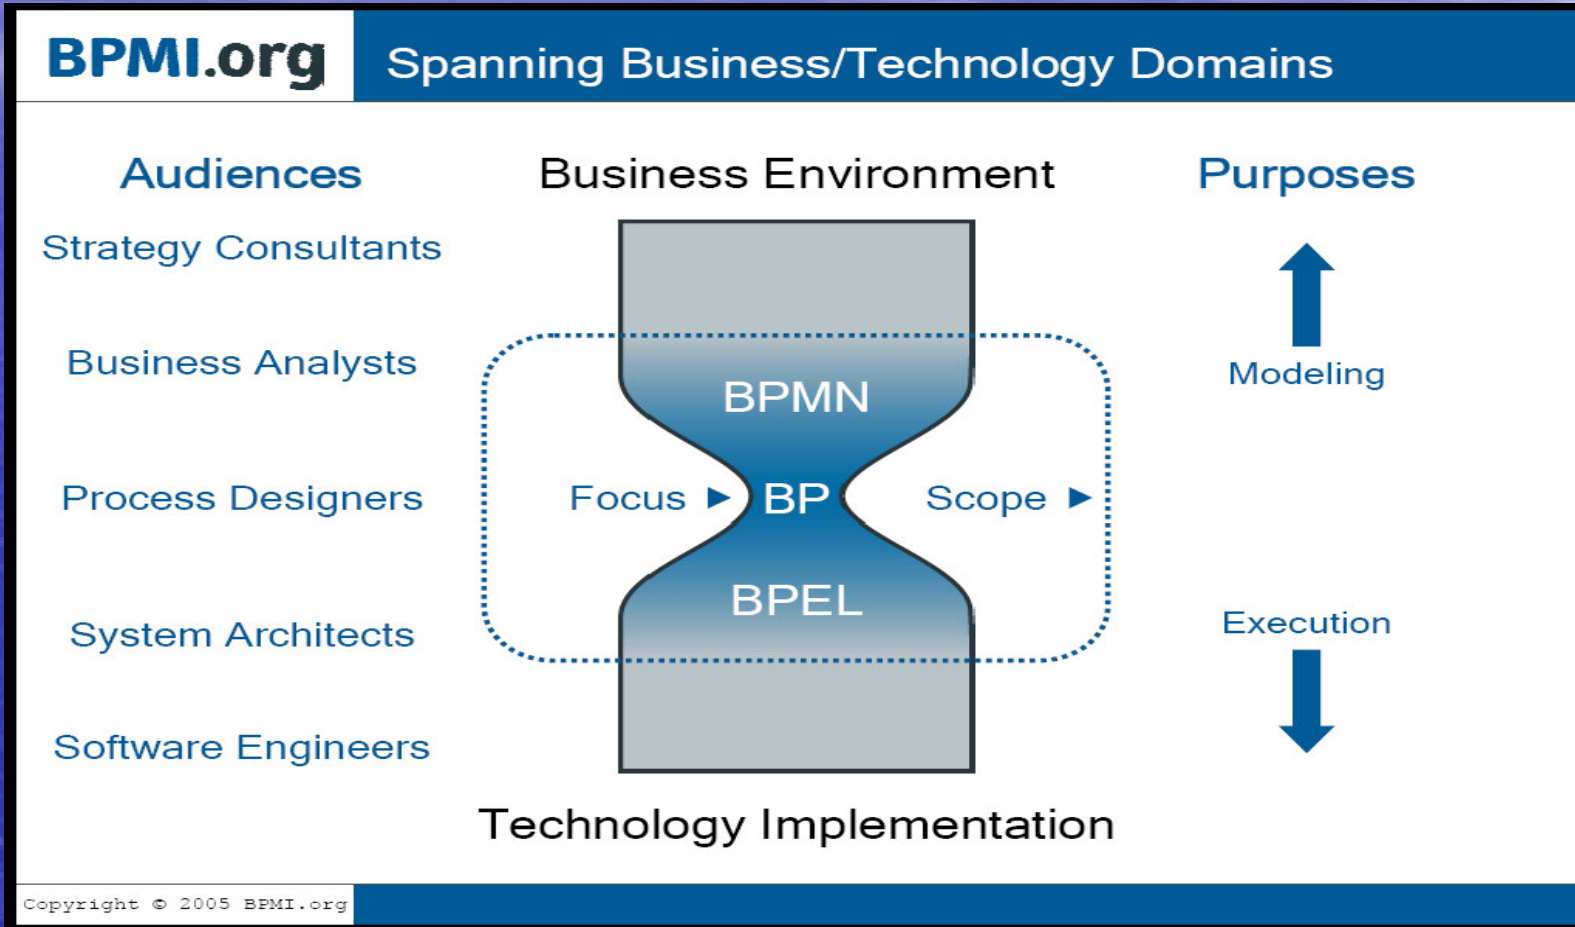 BPMI.org
Spanning Business/Technology Domains
Audiences
Strategy Consultants
Business Analysts
Process Designers
System Architects
Software Engineers
Business Environment
BPMN
Focus ► BP Scope ►
BPEL
Technology Implementation
Purposes
Modeling
Execution
Copyright © 2005 BPMI.org